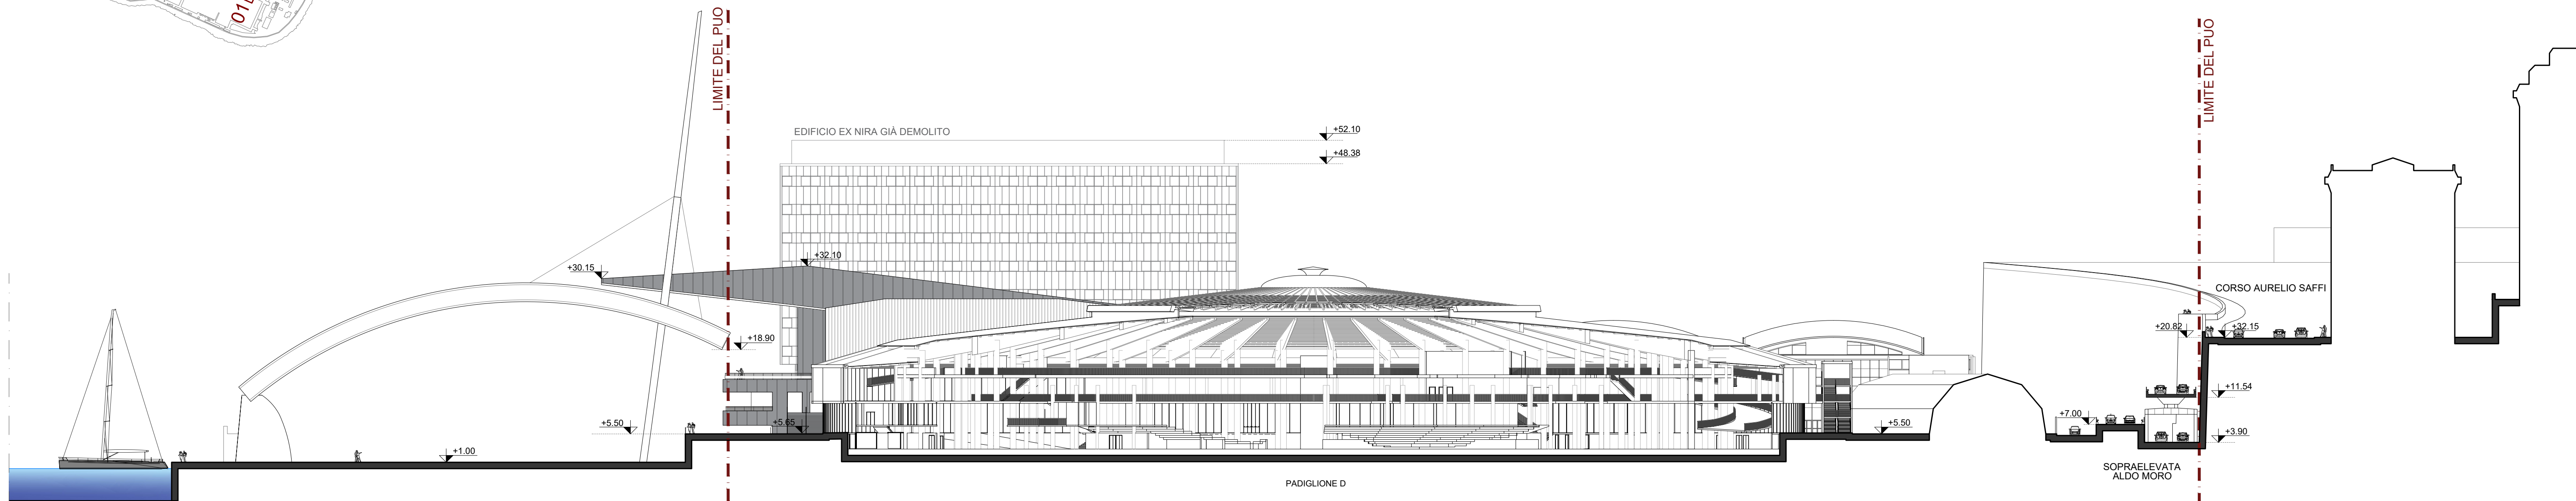 01
LIMITE DEL PUO
LIMITE DEL PUO
EDIFICIO EX NIRA GIÀ DEMOLITO
+52.10
+48.38
+30.15
+32.10
+18.90
CORSO AURELIO SAFFI
+20.82
+32.15
+11.54
+5.50
+5.65
+7.00
+5.50
+3.90
+1.00
SOPRAELEVATA
ALDO MORO
PADIGLIONE D